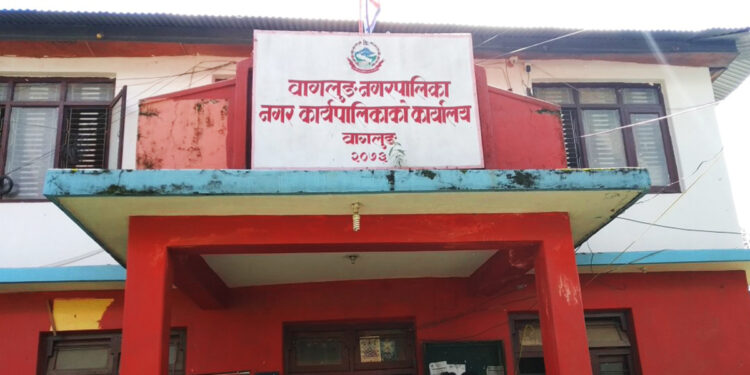 वागलुङ नगरपालिका
नगर कार्यपालिकाको कार्यालय
वागलुङ
२०७३